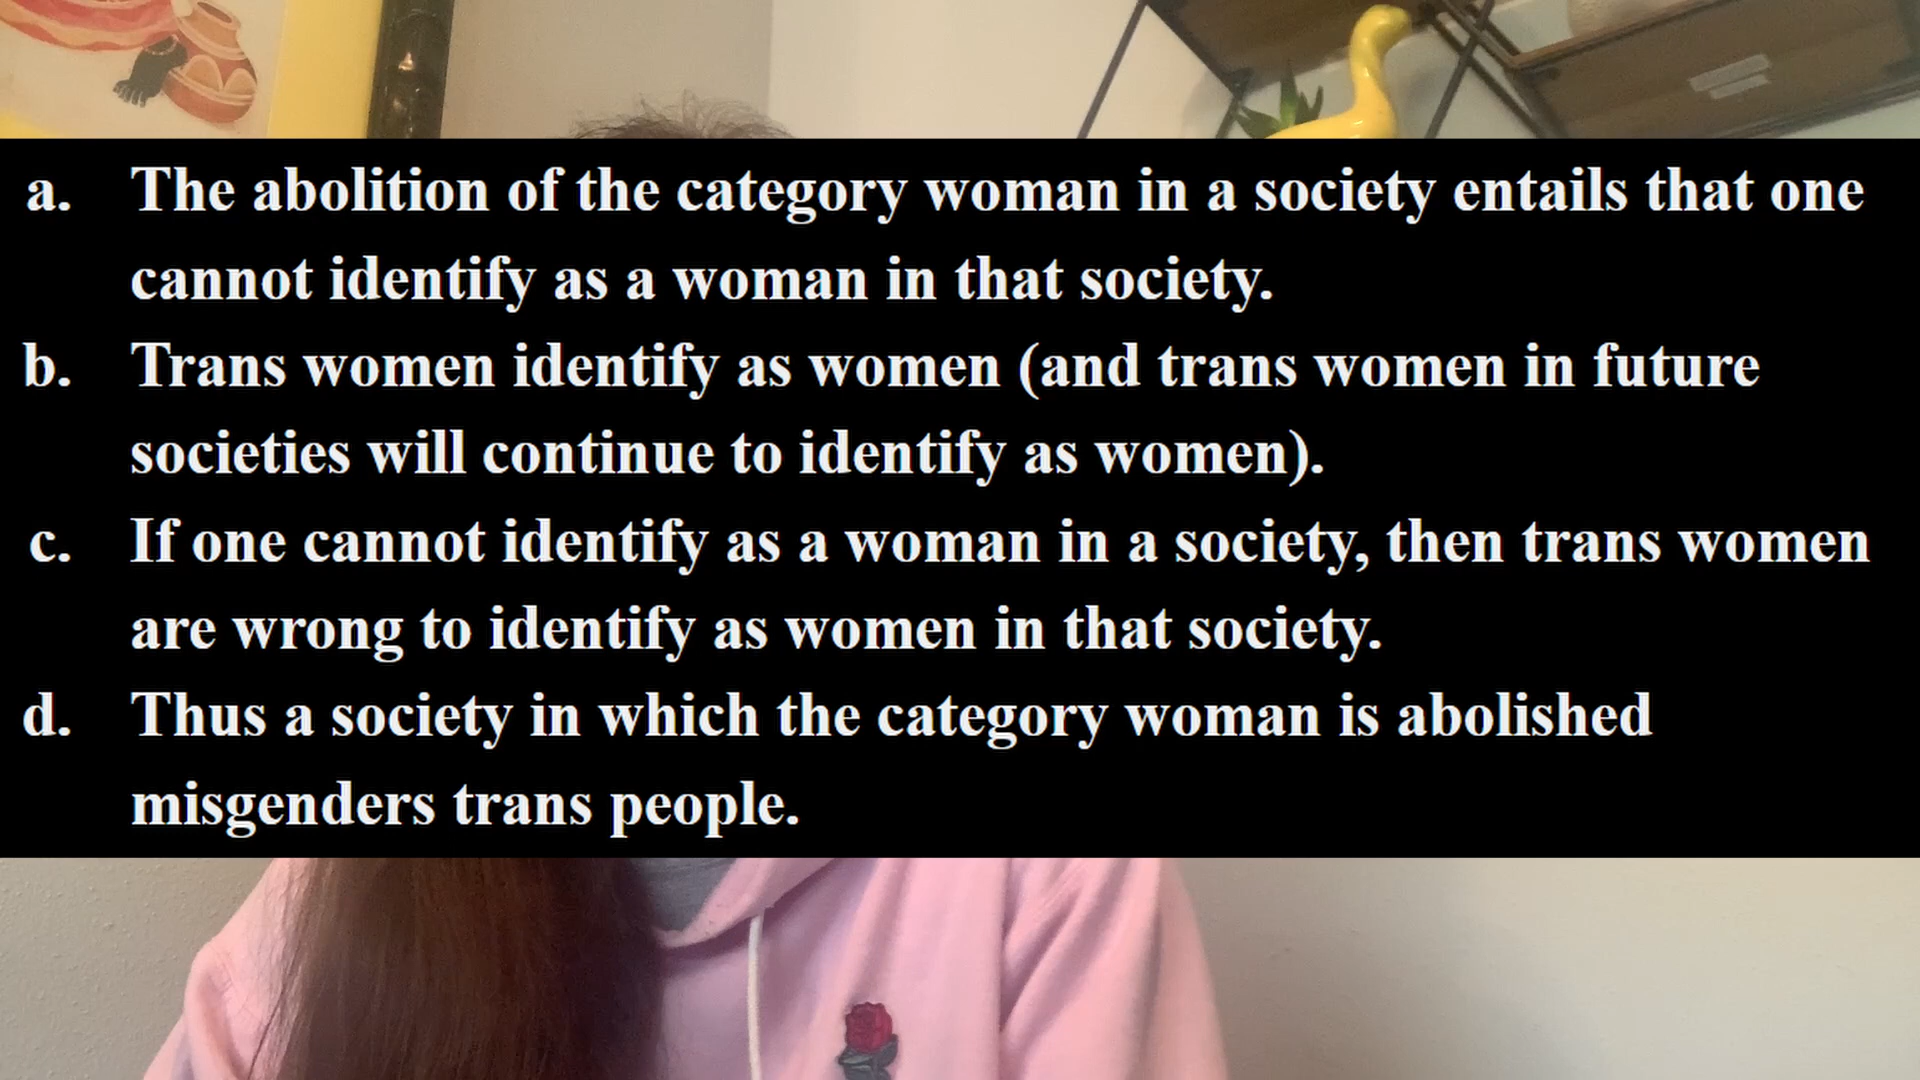 a. The abolition of the category woman in a society entails that one
cannot identify as a woman in that society.
b. Trans women identify as women (and trans women in future
societies will continue to identify as women).
c. If one cannot identify as a woman in a society, then trans women
are wrong to identify as women in that society.
d. Thus a society in which the category woman is abolished
misgenders trans people.